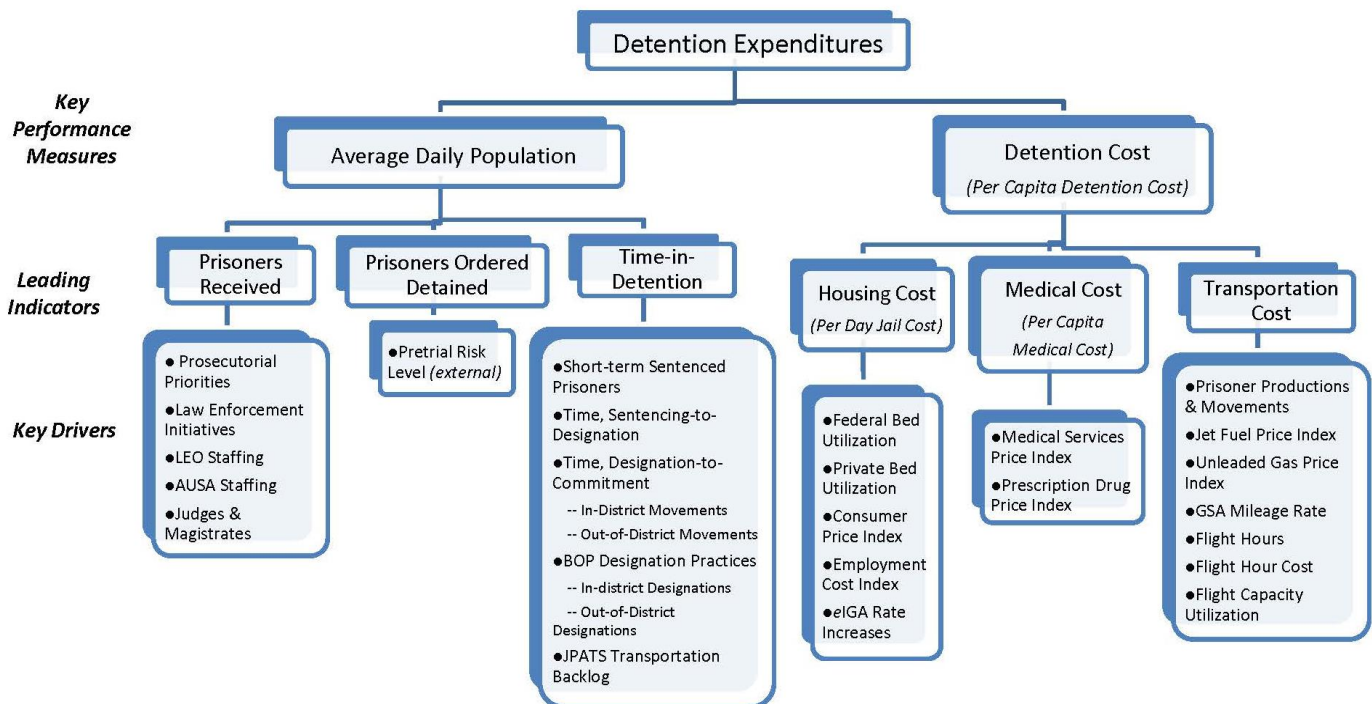 Detention Expenditures
Key
Performance
Measures
Average Daily Population
Detention Cost
(Per Capita Detention Cost)
Leading
Indicators
Prisoners
Received
Prisoners Ordered
Detained
Time-in-
Detention
Housing Cost
(Per Day Jail Cost)
Medical Cost
(Per Capita
Medical Cost)
Transportation
Cost
Key Drivers
● Prosecutorial
Priorities
●Law Enforcement
Initiatives
●LEO Staffing
●AUSA Staffing
●Judges &
Magistrates
●Pretrial Risk
Level (external)
●Short-term Sentenced
Prisoners
●Time, Sentencing-to-
Designation
●Time, Designation-to-
Commitment
-- In-District Movements
-- Out-of-District Movements
●BOP Designation Practices
-- In-district Designations
-- Out-of-District
Designations
●JPATS Transportation
Backlog
●Federal Bed
Utilization
●Private Bed
Utilization
●Consumer
Price Index
●Employment
Cost Index
●eIGA Rate
Increases
●Medical Services
Price Index
●Prescription Drug
Price Index
●Prisoner Productions
& Movements
●Jet Fuel Price Index
●Unleaded Gas Price
Index
●GSA Mileage Rate
●Flight Hours
●Flight Hour Cost
●Flight Capacity
Utilization